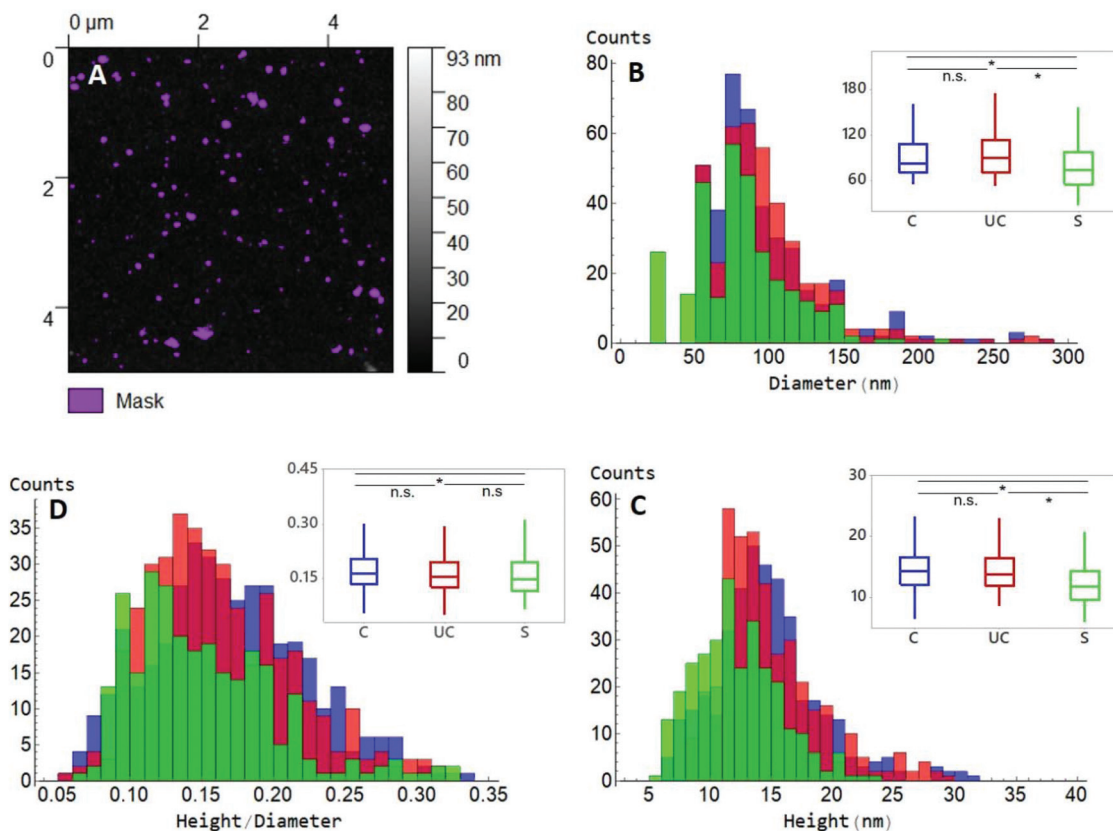 0 µm 2 4
A
0
2
4
93 nm
80
70
60
50
40
30
20
10
0
Mask
Counts
B
80
60
40
20
0
0 50 100 150 200 250 300
Diameter (nm)
*
n.s. *
180
120
60
C UC S
Counts
D
35
30
25
20
15
10
5
0
0.05 0.10 0.15 0.20 0.25 0.30 0.35
Height/Diameter
0.45
*
n.s. n.s
0.30
0.15
C UC S
Counts
C
60
50
40
30
20
10
0
5 10 15 20 25 30 35 40
Height (nm)
30
*
n.s. *
20
10
C UC S